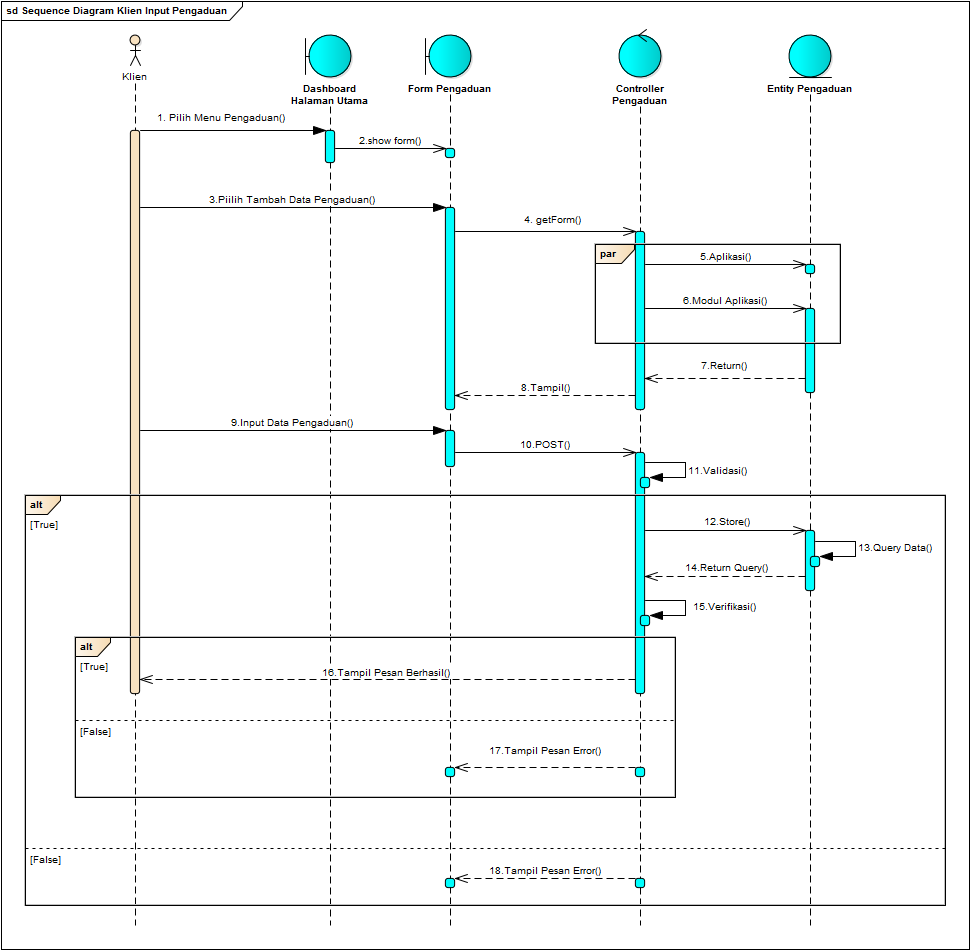 sd Sequence Diagram Klien Input Pengaduan
Klien
Dashboard
Halaman Utama
Form Pengaduan
Controller
Pengaduan
Entity Pengaduan
1. Pilih Menu Pengaduan()
2.show form()
3.Piilih Tambah Data Pengaduan()
4. getForm()
par
5.Aplikasi()
6.Modul Aplikasi()
7.Return()
8.Tampil()
9.Input Data Pengaduan()
10.POST()
11.Validasi()
alt
[True]
12.Store()
13.Query Data()
14.Return Query()
15.Verifikasi()
alt
[True]
16.Tampil Pesan Berhasil()
[False]
17.Tampil Pesan Error()
[False]
18.Tampil Pesan Error()